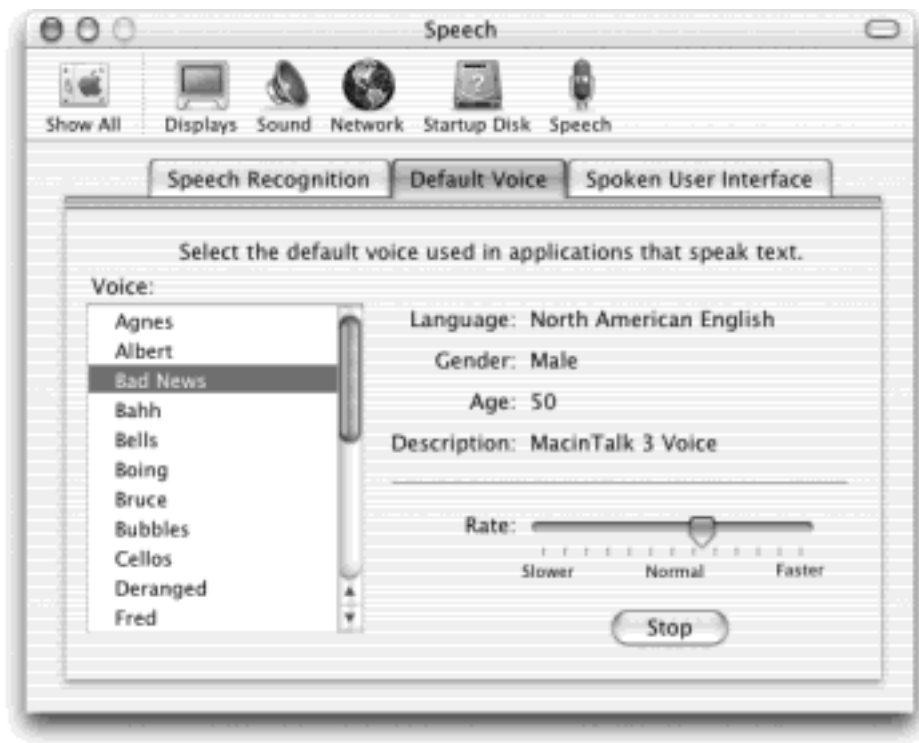 Speech
Show All Displays Sound Network Startup Disk Speech
Speech Recognition Default Voice Spoken User Interface
Select the default voice used in applications that speak text.
Voice:
Agnes
Albert
Bad News
Bahh
Bells
Boing
Bruce
Bubbles
Cellos
Deranged
Fred
Language: North American English
Gender: Male
Age: 50
Description: MacinTalk 3 Voice
Rate:
Slower Normal Faster
Stop